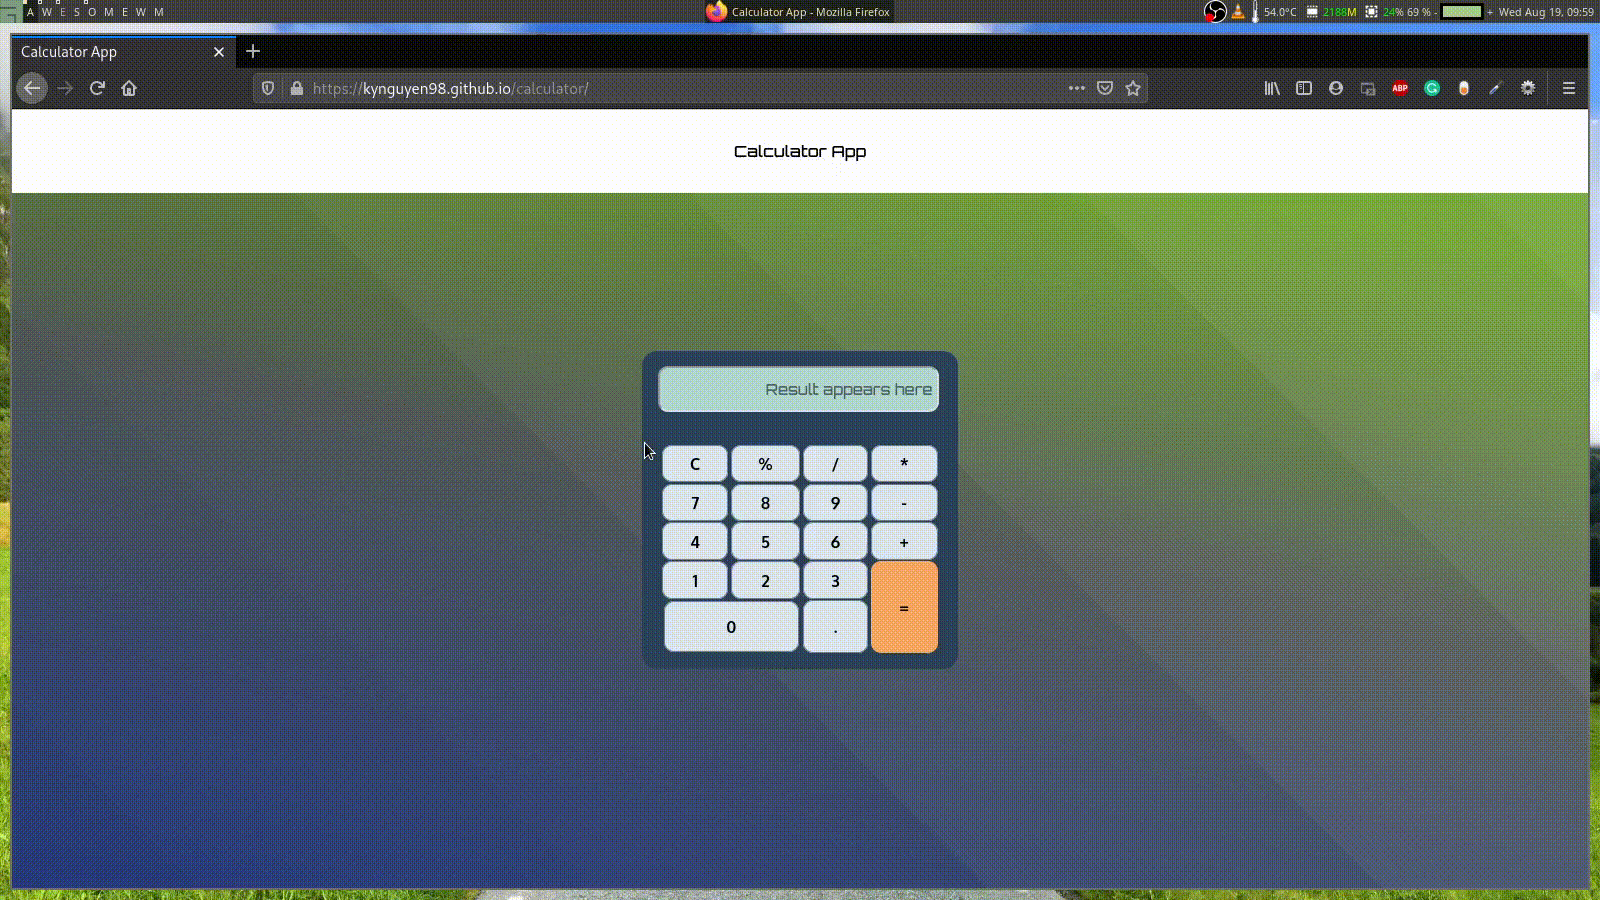 A W E S O M E W M
Calculator App - Mozilla Firefox
54.0°C 2188M 24% 69 % - + Wed Aug 19, 09:59
Calculator App
https://kynguyen98.github.io/calculator/
ABP
Calculator App
Result appears here
C % / *
7 8 9 -
4 5 6 +
1 2 3
=
0 .